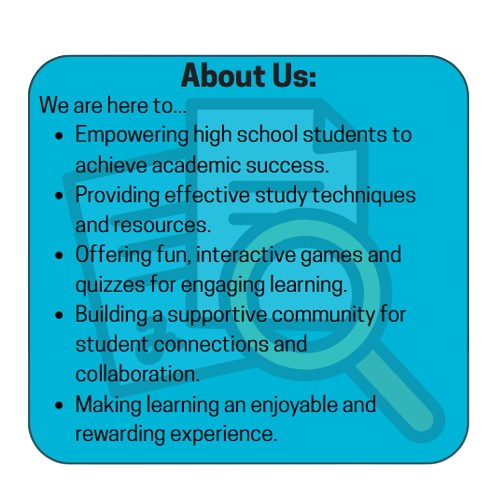 About Us:
We are here to...
• Empowering high school students to
achieve academic success.
• Providing effective study techniques
and resources.
• Offering fun, interactive games and
quizzes for engaging learning.
• Building a supportive community for
student connections and
collaboration.
• Making learning an enjoyable and
rewarding experience.